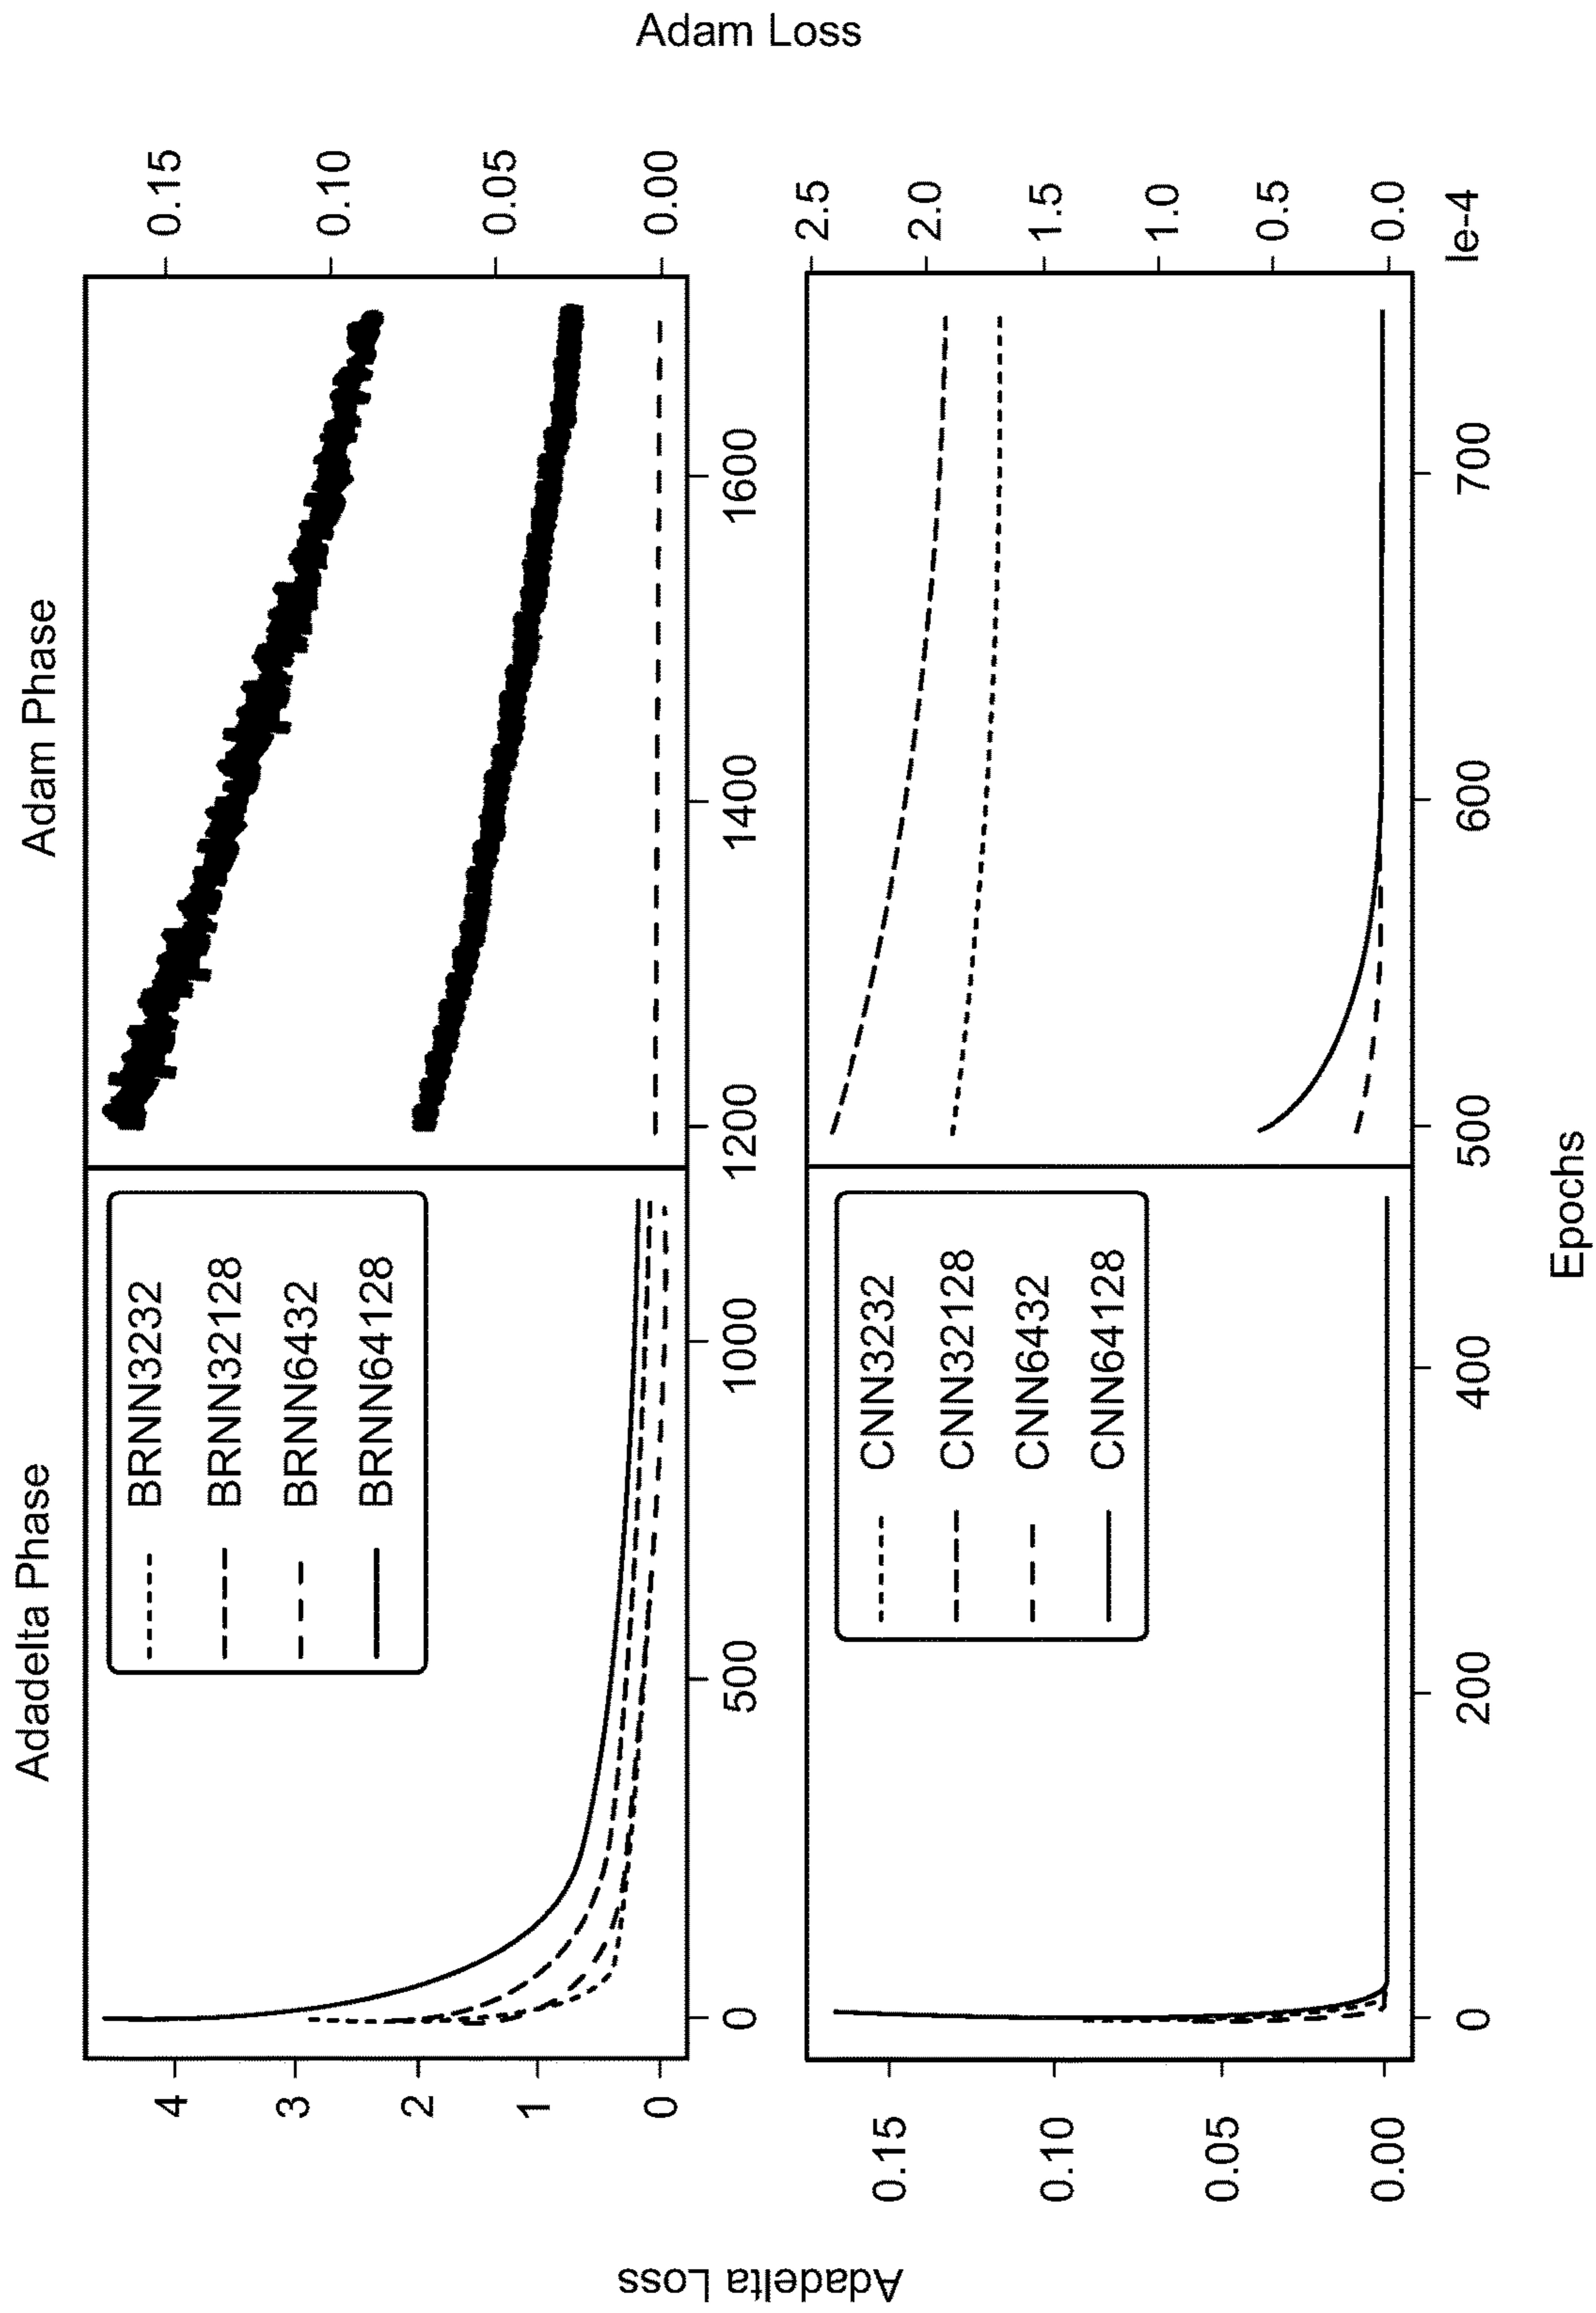 Adadelta Phase
Adam Phase
4
3
2
1
0
BRNN3232
BRNN32128
BRNN6432
BRNN64128
0.15
0.10
0.05
0.00
0 500 1000 1200 1400 1600
Adadelta Loss
Adam Loss
0.15
0.10
0.05
0.00
CNN3232
CNN32128
CNN6432
CNN64128
2.5
2.0
1.5
1.0
0.5
0.0
le-4
0 200 400 500 600 700
Epochs